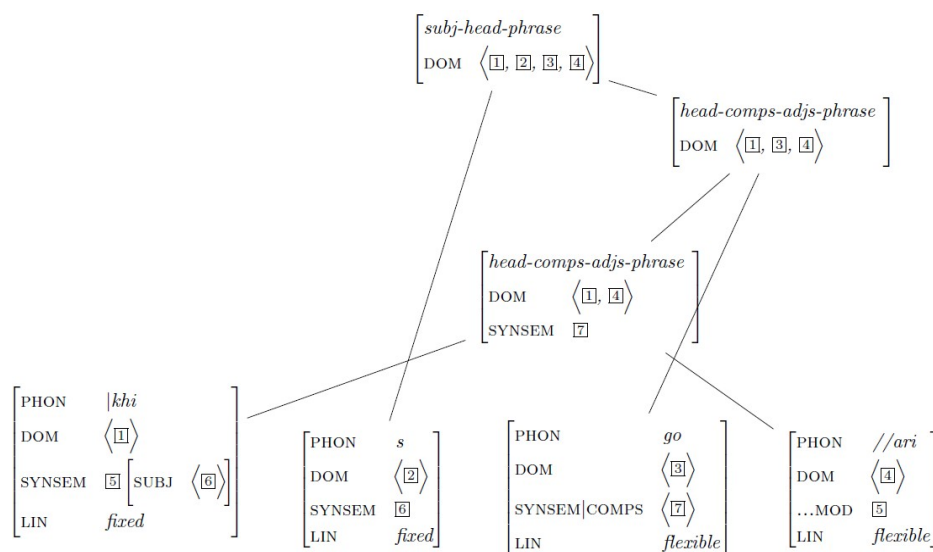 subj-head-phrase
DOM ⟨1, 2, 3, 4⟩
head-comps-adjs-phrase
DOM ⟨1, 3, 4⟩
head-comps-adjs-phrase
DOM ⟨1, 4⟩
SYNSEM 7
PHON |khi
DOM ⟨1⟩
SYNSEM 5 [SUBJ ⟨6⟩]
LIN fixed
PHON s
DOM ⟨2⟩
SYNSEM 6
LIN fixed
PHON go
DOM ⟨3⟩
SYNSEM|COMPS ⟨7⟩
LIN flexible
PHON //ari
DOM ⟨4⟩
...MOD 5
LIN flexible